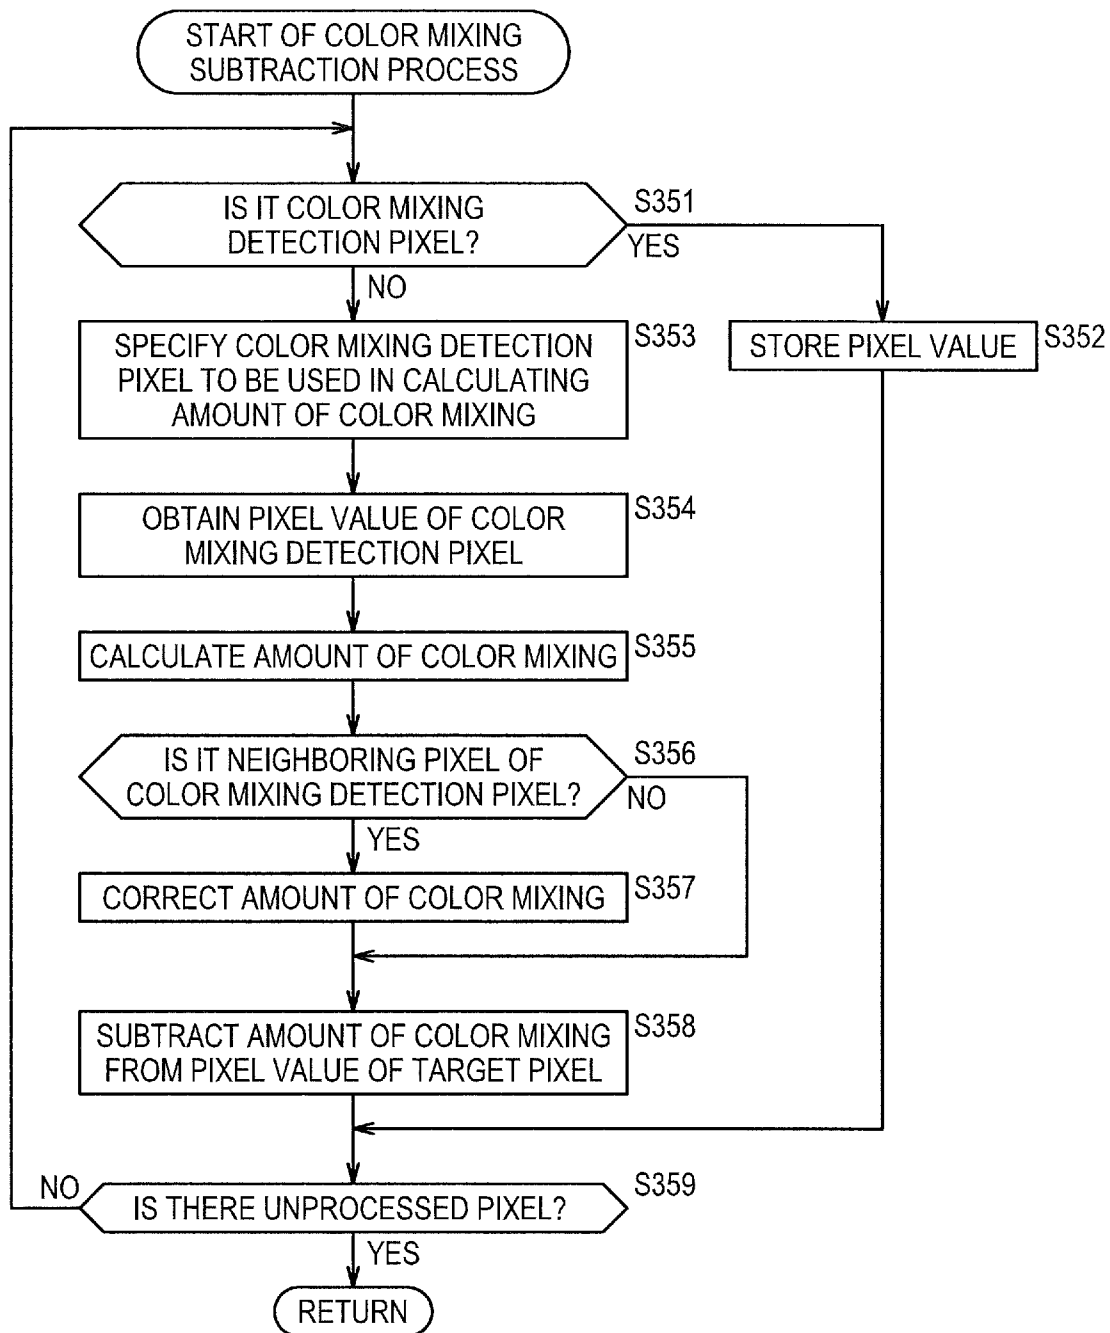 START OF COLOR MIXING
SUBTRACTION PROCESS
IS IT COLOR MIXING
DETECTION PIXEL?
S351
YES
NO
SPECIFY COLOR MIXING DETECTION
PIXEL TO BE USED IN CALCULATING
AMOUNT OF COLOR MIXING
S353
STORE PIXEL VALUE
S352
OBTAIN PIXEL VALUE OF COLOR
MIXING DETECTION PIXEL
S354
CALCULATE AMOUNT OF COLOR MIXING
S355
IS IT NEIGHBORING PIXEL OF
COLOR MIXING DETECTION PIXEL?
S356
NO
YES
CORRECT AMOUNT OF COLOR MIXING
S357
SUBTRACT AMOUNT OF COLOR MIXING
FROM PIXEL VALUE OF TARGET PIXEL
S358
NO
IS THERE UNPROCESSED PIXEL?
S359
YES
RETURN